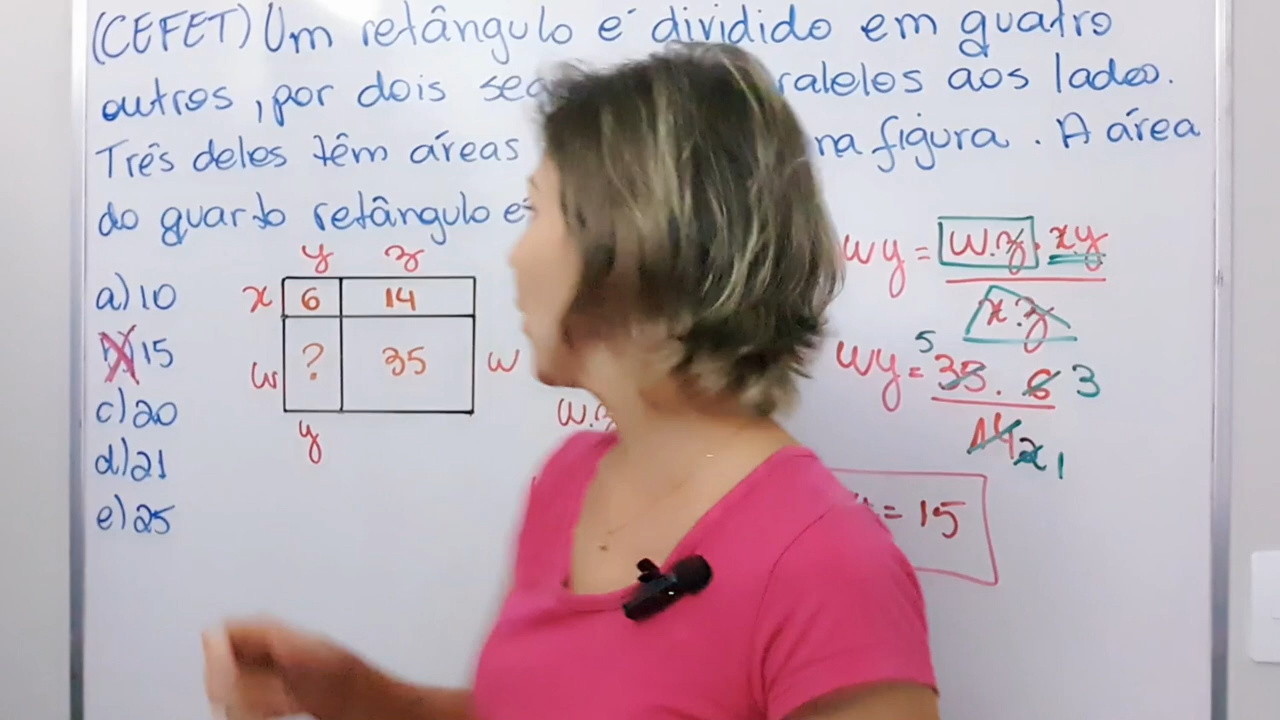 (CEFET) Um retângulo é dividido em quatro
outros, por dois ralelos aos lados.
Três deles têm áreas na figura. A área
do quarto retângulo é
a) 10
b) 15
c) 20
d) 21
e) 25
y z
x 6 14
w ? 35 w
y
w.z
wy = w.z.x.y
x.z
wy = 35.6 3
5
14 2 1
= 15